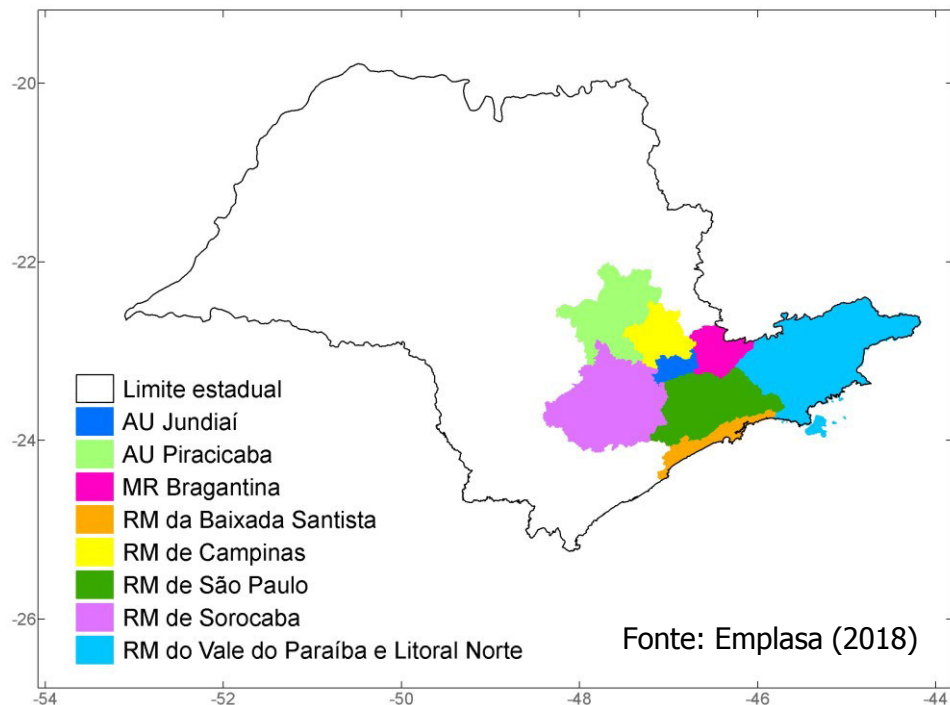 -20
-22
-24
-26
Limite estadual
AU Jundiaí
AU Piracicaba
MR Bragantina
RM da Baixada Santista
RM de Campinas
RM de São Paulo
RM de Sorocaba
RM do Vale do Paraíba e Litoral Norte
Fonte: Emplasa (2018)
-54 -52 -50 -48 -46 -44